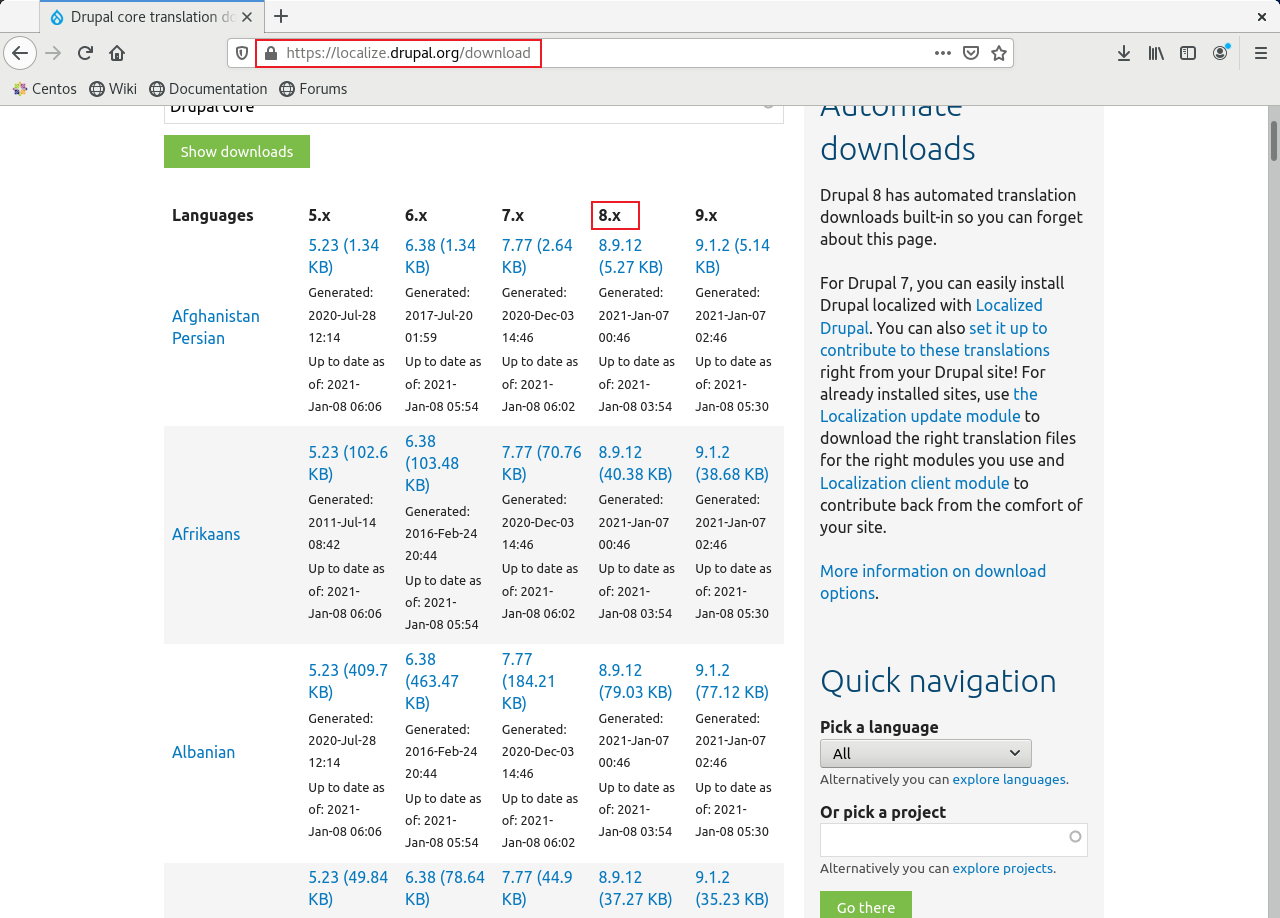 Drupal core translation do
https://localize.drupal.org/download
Centos
Wiki
Documentation
Forums
Drupal core
Show downloads
Languages 5.x 6.x 7.x 8.x 9.x
Afghanistan
Persian
5.23 (1.34
KB)
Generated:
2020-Jul-28
12:14
Up to date as
of: 2021-
Jan-08 06:06
6.38 (1.34
KB)
Generated:
2017-Jul-20
01:59
Up to date as
of: 2021-
Jan-08 05:54
7.77 (2.64
KB)
Generated:
2020-Dec-03
14:46
Up to date as
of: 2021-
Jan-08 06:02
8.9.12
(5.27 KB)
Generated:
2021-Jan-07
00:46
Up to date as
of: 2021-
Jan-08 03:54
9.1.2 (5.14
KB)
Generated:
2021-Jan-07
02:46
Up to date as
of: 2021-
Jan-08 05:30
Afrikaans
5.23 (102.6
KB)
Generated:
2011-Jul-14
08:42
Up to date as
of: 2021-
Jan-08 06:06
6.38
(103.48
KB)
Generated:
2016-Feb-24
20:44
Up to date as
of: 2021-
Jan-08 05:54
7.77 (70.76
KB)
Generated:
2020-Dec-03
14:46
Up to date as
of: 2021-
Jan-08 06:02
8.9.12
(40.38 KB)
Generated:
2021-Jan-07
00:46
Up to date as
of: 2021-
Jan-08 03:54
9.1.2
(38.68 KB)
Generated:
2021-Jan-07
02:46
Up to date as
of: 2021-
Jan-08 05:30
Albanian
5.23 (409.7
KB)
Generated:
2020-Jul-28
12:14
Up to date as
of: 2021-
Jan-08 06:06
6.38
(463.47
KB)
Generated:
2016-Feb-24
20:44
Up to date as
of: 2021-
Jan-08 05:54
7.77
(184.21
KB)
Generated:
2020-Dec-03
14:46
Up to date as
of: 2021-
Jan-08 06:02
8.9.12
(79.03 KB)
Generated:
2021-Jan-07
00:46
Up to date as
of: 2021-
Jan-08 03:54
9.1.2
(77.12 KB)
Generated:
2021-Jan-07
02:46
Up to date as
of: 2021-
Jan-08 05:30
5.23 (49.84
KB)
6.38 (78.64
KB)
7.77 (44.9
KB)
8.9.12
(37.27 KB)
9.1.2
(35.23 KB)
Automate
downloads
Drupal 8 has automated translation
downloads built-in so you can forget
about this page.
For Drupal 7, you can easily install
Drupal localized with Localized
Drupal. You can also set it up to
contribute to these translations
right from your Drupal site! For
already installed sites, use the
Localization update module to
download the right translation files
for the right modules you use and
Localization client module to
contribute back from the comfort of
your site.
More information on download
options.
Quick navigation
Pick a language
All
Alternatively you can explore languages.
Or pick a project
Alternatively you can explore projects.
Go there